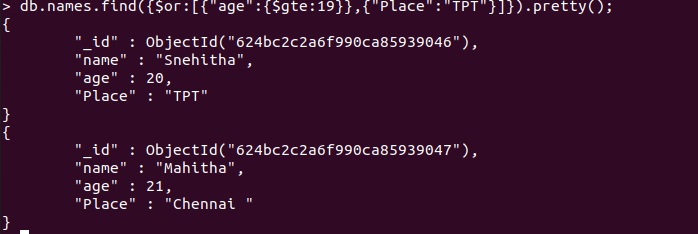 > db.names.find({$or:[{"age":{$gte:19}},{"Place":"TPT"}]}).pretty();
{
        "_id" : ObjectId("624bc2c2a6f990ca85939046"),
        "name" : "Snehitha",
        "age" : 20,
        "Place" : "TPT"
}
{
        "_id" : ObjectId("624bc2c2a6f990ca85939047"),
        "name" : "Mahitha",
        "age" : 21,
        "Place" : "Chennai "
}